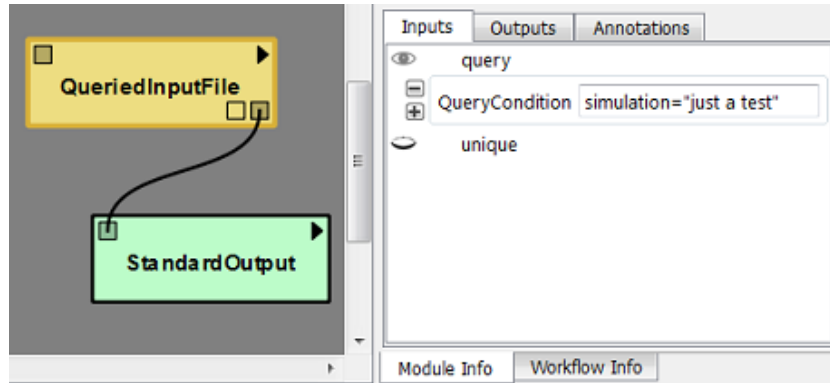 QueriedInputFile
StandardOutput
Inputs Outputs Annotations
query
QueryCondition simulation="just a test"
unique
Module Info Workflow Info